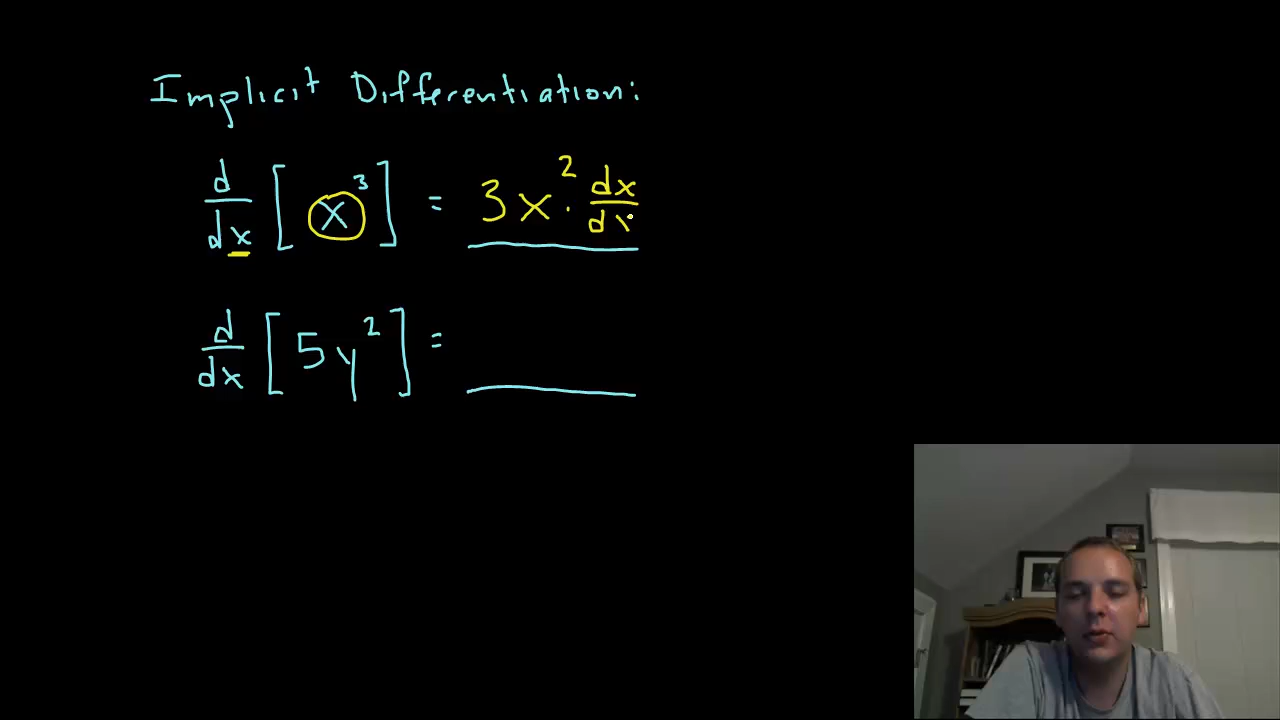 Implicit Differentiation:
d/dx [x³] = 3x² · dx/dx
d/dx [5y²] =